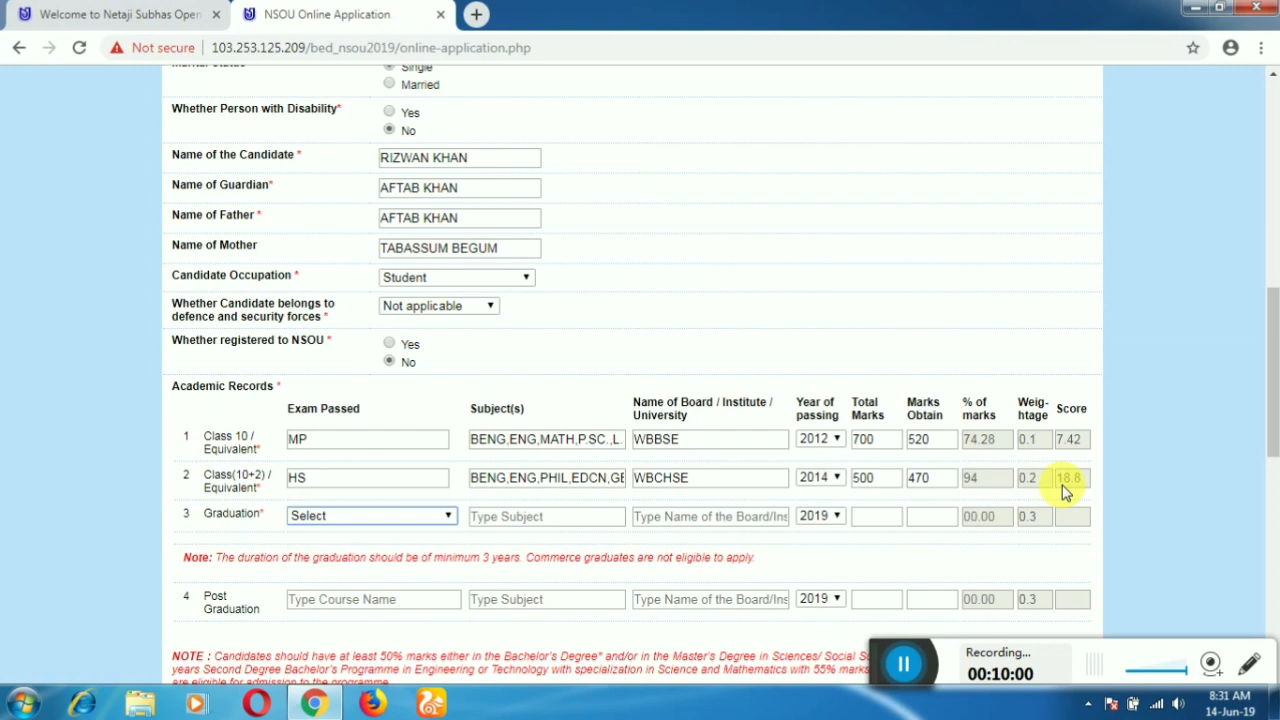 Welcome to Netaji Subhas Open
NSOU Online Application
Not secure 103.253.125.209/bed_nsou2019/online-application.php
Single
Married
Whether Person with Disability*
Yes
No
Name of the Candidate * RIZWAN KHAN
Name of Guardian* AFTAB KHAN
Name of Father * AFTAB KHAN
Name of Mother TABASSUM BEGUM
Candidate Occupation * Student
Whether Candidate belongs to
defence and security forces * Not applicable
Whether registered to NSOU *
Yes
No
Academic Records *
Exam Passed Subject(s) Name of Board / Institute / University Year of passing Total Marks Marks Obtain % of marks Weig-htage Score
1 Class 10 / Equivalent* MP BENG,ENG,MATH,P.SC.,L. WBBSE 2012 700 520 74.28 0.1 7.42
2 Class(10+2) / Equivalent* HS BENG,ENG,PHIL,EDCN,GE WBCHSE 2014 500 470 94 0.2 18.8
3 Graduation* Select Type Subject Type Name of the Board/Ins 2019 00.00 0.3
Note: The duration of the graduation should be of minimum 3 years. Commerce graduates are not eligible to apply.
4 Post Graduation Type Course Name Type Subject Type Name of the Board/Ins 2019 00.00 0.3
NOTE : Candidates should have at least 50% marks either in the Bachelor's Degree* and/or in the Master's Degree in Sciences/ Social S
years Second Degree Bachelor's Programme in Engineering or Technology with specialization in Science and Mathematics with 55% marks
are eligible for admission to the programme.
Recording...
00:10:00
8:31 AM
14-Jun-19